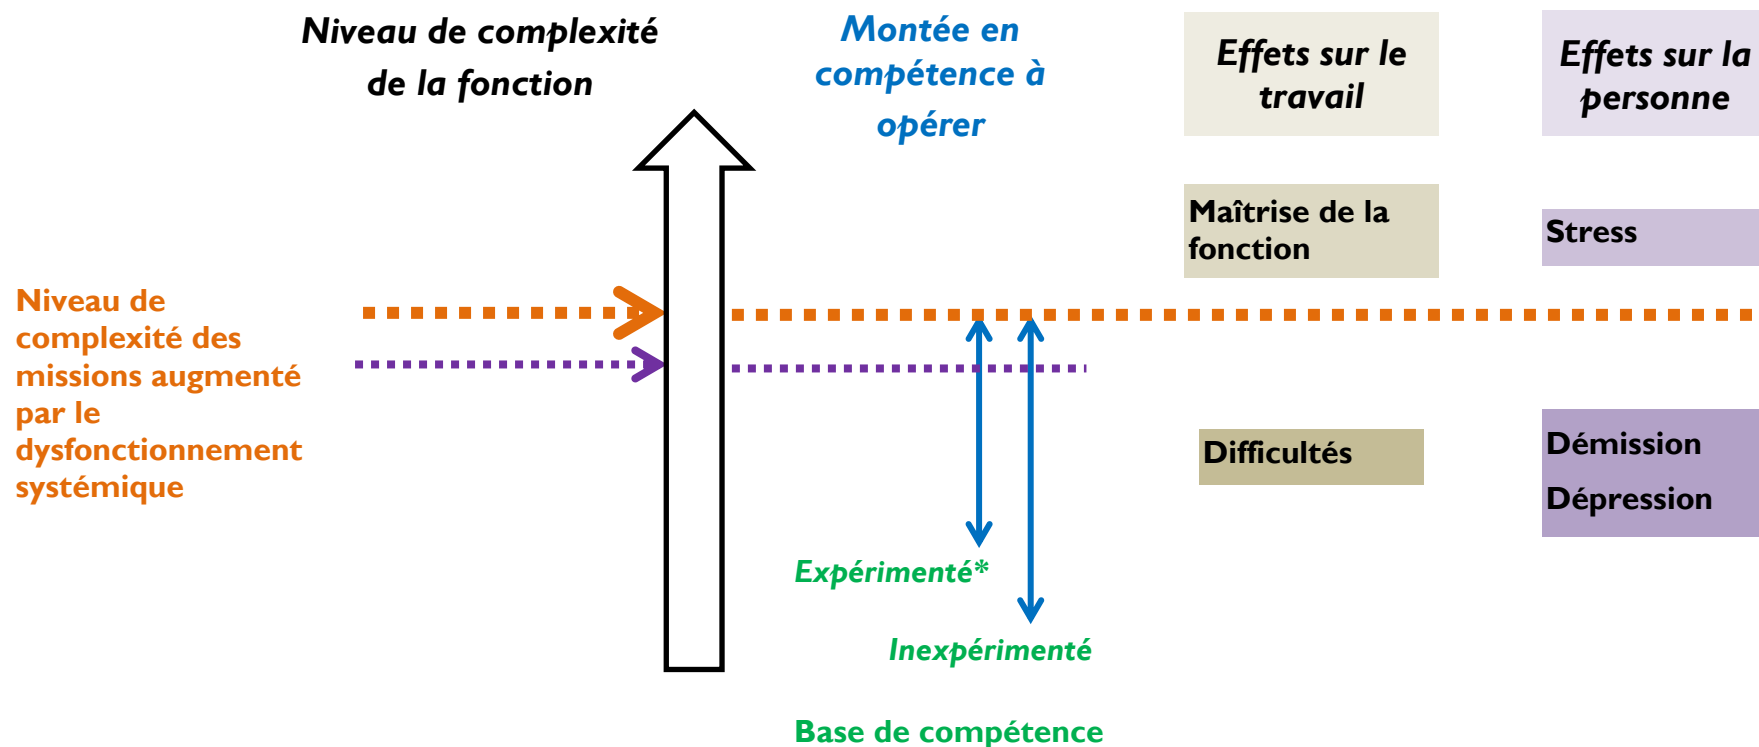 Niveau de complexité
de la fonction
Montée en
compétence à
opérer
Effets sur le
travail
Effets sur la
personne
Maîtrise de la
fonction
Stress
Niveau de
complexité des
missions augmenté
par le
dysfonctionnement
systémique
Difficultés
Démission
Dépression
Expérimenté*
Inexpérimenté
Base de compétence